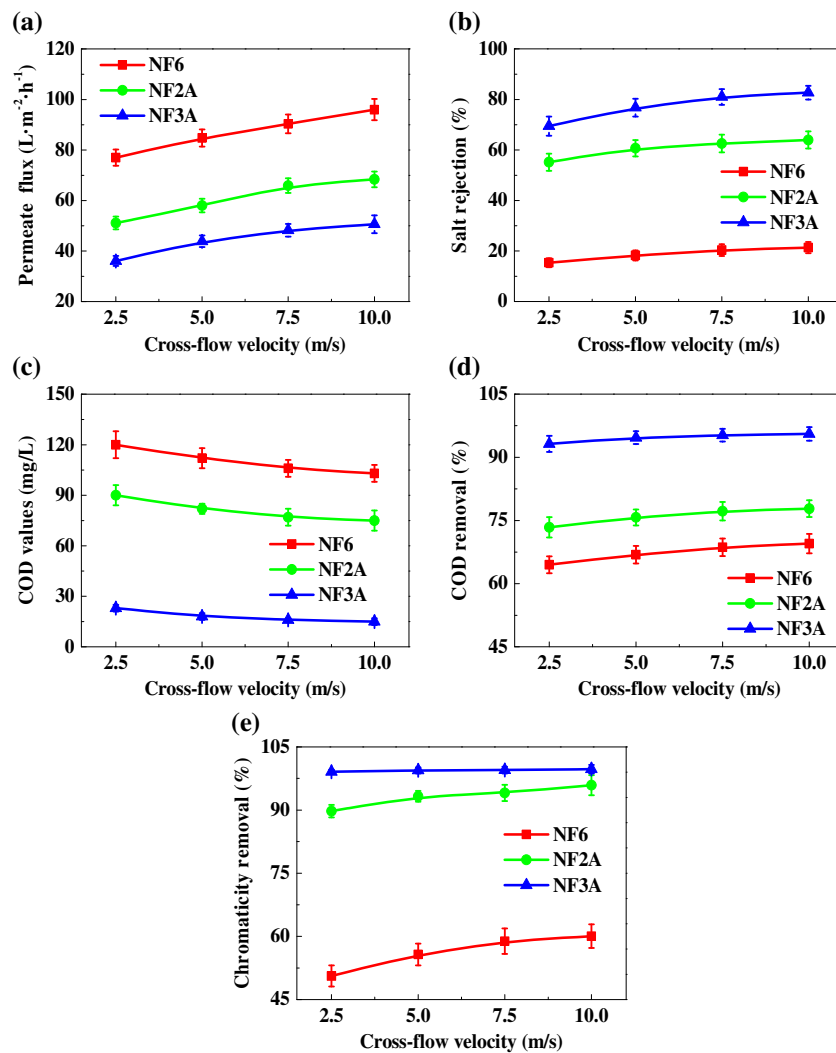 (a)
Permeate flux (L·m⁻²·h⁻¹)
120
100
80
60
40
20
NF6
NF2A
NF3A
2.5 5.0 7.5 10.0
Cross-flow velocity (m/s)
(b)
Salt rejection (%)
100
80
60
40
20
0
NF6
NF2A
NF3A
2.5 5.0 7.5 10.0
Cross-flow velocity (m/s)
(c)
COD values (mg/L)
150
120
90
60
30
0
NF6
NF2A
NF3A
2.5 5.0 7.5 10.0
Cross-flow velocity (m/s)
(d)
COD removal (%)
105
90
75
60
45
NF6
NF2A
NF3A
2.5 5.0 7.5 10.0
Cross-flow velocity (m/s)
(e)
Chromaticity removal (%)
105
90
75
60
45
NF6
NF2A
NF3A
2.5 5.0 7.5 10.0
Cross-flow velocity (m/s)